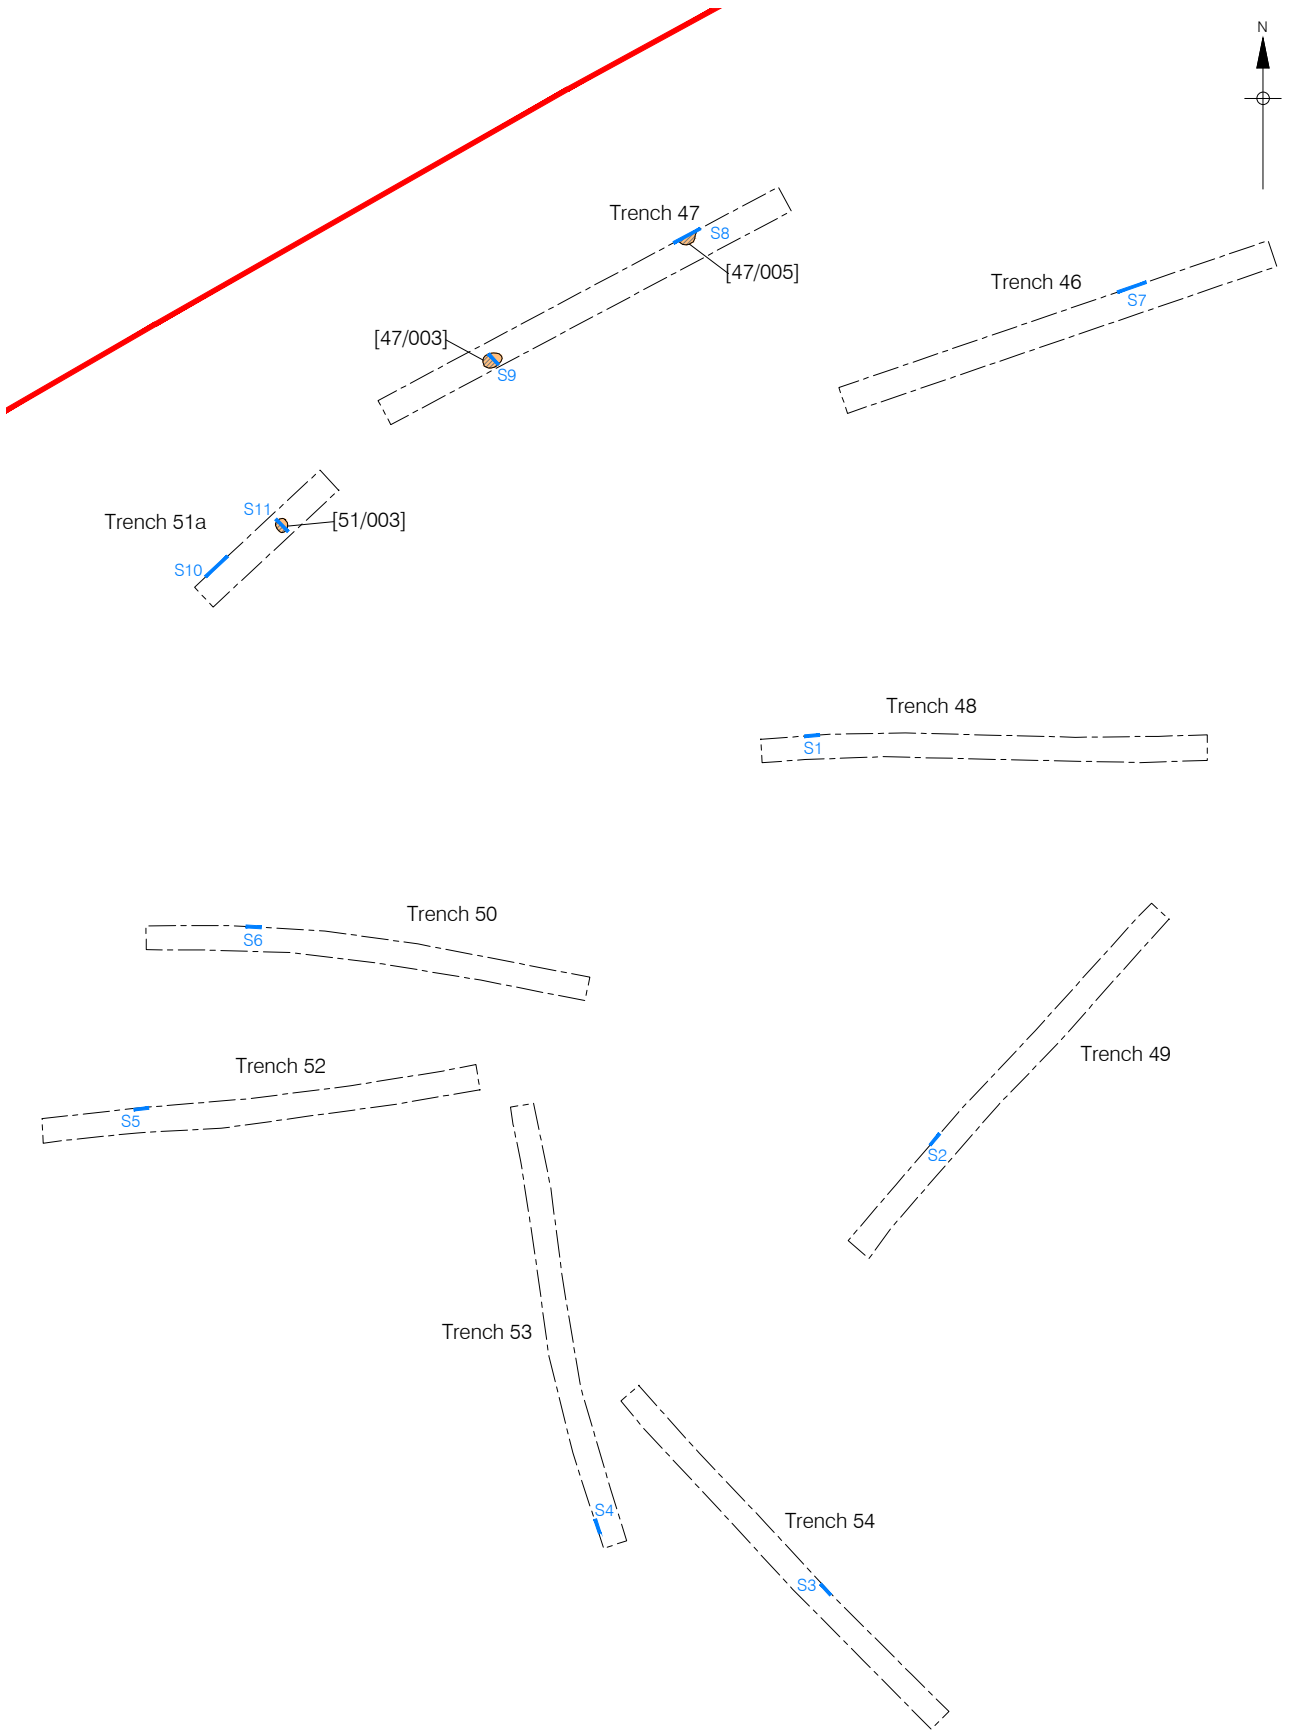 N
Trench 47
S8
[47/005]
Trench 46
S7
[47/003]
S9
S11
Trench 51a
[51/003]
S10
Trench 48
S1
Trench 50
S6
Trench 49
Trench 52
S5
S2
Trench 53
S4
Trench 54
S3